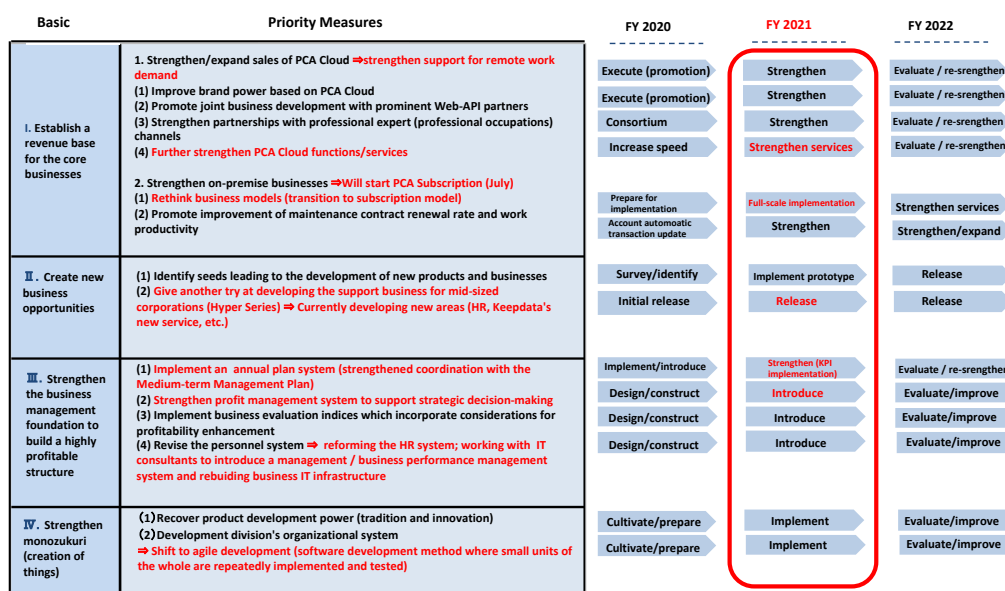 Basic
Priority Measures
FY 2020
FY 2021
FY 2022
I. Establish a
revenue base
for the core
businesses
1. Strengthen/expand sales of PCA Cloud ⇒strengthen support for remote work
demand
(1) Improve brand power based on PCA Cloud
(2) Promote joint business development with prominent Web-API partners
(3) Strengthen partnerships with professional expert (professional occupations)
channels
(4) Further strengthen PCA Cloud functions/services
2. Strengthen on-premise businesses ⇒Will start PCA Subscription (July)
(1) Rethink business models (transition to subscription model)
(2) Promote improvement of maintenance contract renewal rate and work
productivity
Execute (promotion)
Strengthen
Evaluate / re-srengthen
Execute (promotion)
Strengthen
Evaluate / re-srengthen
Consortium
Strengthen
Evaluate / re-srengthen
Increase speed
Strengthen services
Evaluate / re-srengthen
Prepare for
implementation
Full-scale implementation
Strengthen services
Account automoatic
transaction update
Strengthen
Strengthen/expand
Ⅱ. Create new
business
opportunities
(1) Identify seeds leading to the development of new products and businesses
(2) Give another try at developing the support business for mid-sized
corporations (Hyper Series) ⇒ Currently developing new areas (HR, Keepdata's
new service, etc.)
Survey/identify
Implement prototype
Release
Initial release
Release
Release
Ⅲ. Strengthen
the business
management
foundation to
build a highly
profitable
structure
(1) Implement an annual plan system (strengthened coordination with the
Medium-term Management Plan)
(2) Strengthen profit management system to support strategic decision-making
(3) Implement business evaluation indices which incorporate considerations for
profitability enhancement
(4) Revise the personnel system ⇒ reforming the HR system; working with IT
consultants to introduce a management / business performance management
system and rebuiding business IT infrastructure
Implement/introduce
Strengthen (KPI
implementation)
Evaluate / re-srengthen
Design/construct
Introduce
Evaluate/improve
Design/construct
Introduce
Evaluate/improve
Design/construct
Introduce
Evaluate/improve
Ⅳ. Strengthen
monozukuri
(creation of
things)
(1)Recover product development power (tradition and innovation)
(2)Development division's organizational system
⇒ Shift to agile development (software development method where small units of
the whole are repeatedly implemented and tested)
Cultivate/prepare
Implement
Evaluate/improve
Cultivate/prepare
Implement
Evaluate/improve